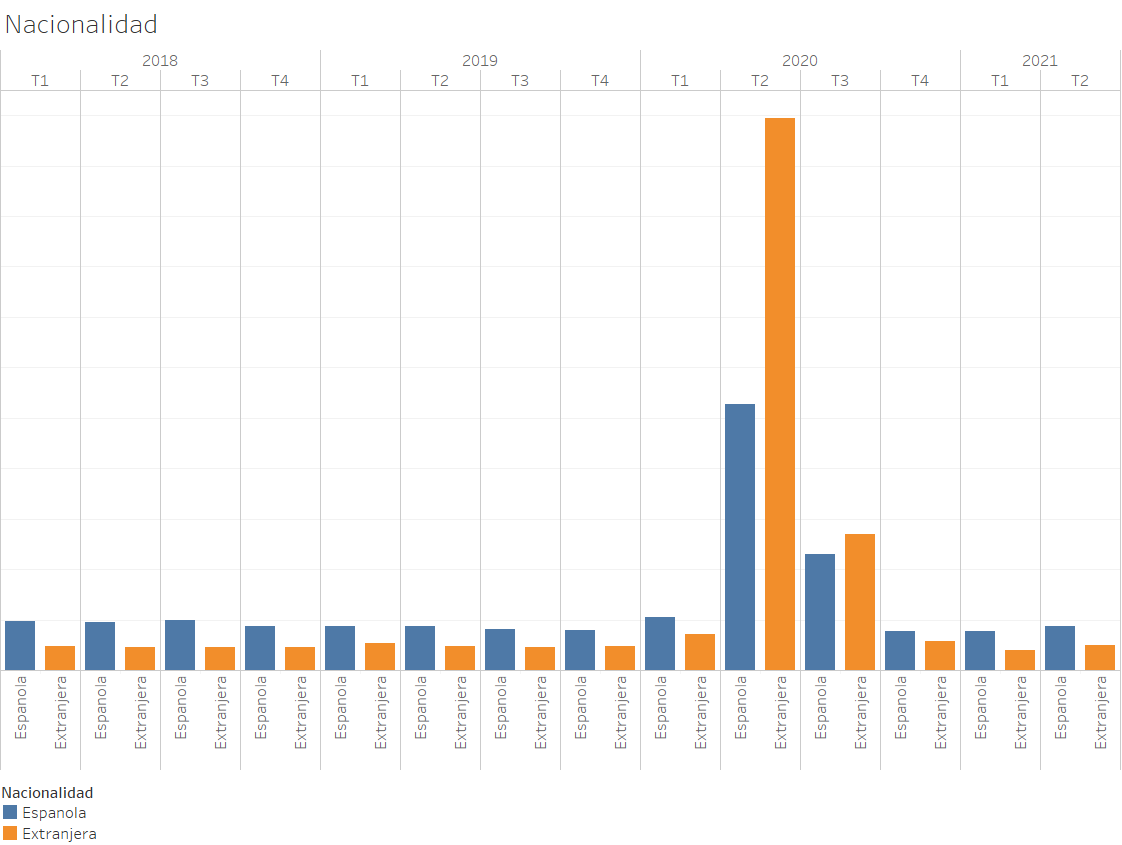 Nacionalidad
2018 2019 2020 2021
T1 T2 T3 T4 T1 T2 T3 T4 T1 T2 T3 T4 T1 T2
Espanola Extranjera Espanola Extranjera Espanola Extranjera Espanola Extranjera Espanola Extranjera Espanola Extranjera Espanola Extranjera Espanola Extranjera Espanola Extranjera Espanola Extranjera Espanola Extranjera Espanola Extranjera Espanola Extranjera Espanola Extranjera
Nacionalidad
Espanola
Extranjera